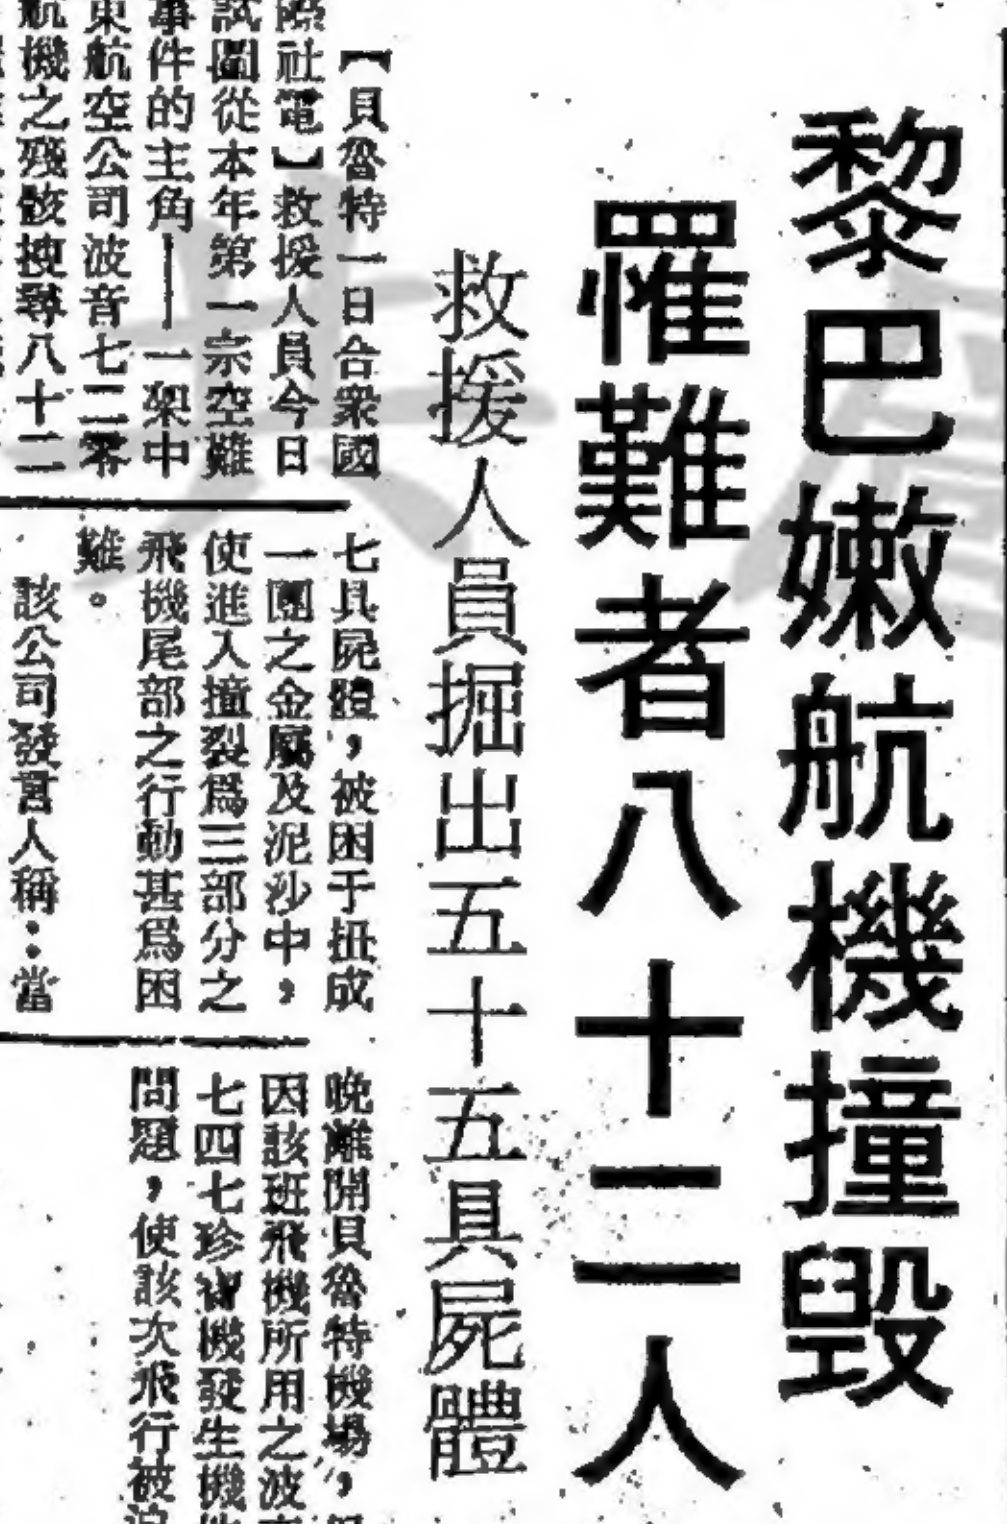 黎巴嫩航機撞毀
罹難者八十二人
救援人員掘出五十五具屍體
【貝魯特一日合衆國
際社電】救援人員今日
試圖從本年第一宗空難
事件的主角——一架中
東航空公司波音七二零
航機之殘骸搜尋八十二
七具屍體，被困于扭成
一團之金屬及泥沙中，
使進入撞裂爲三部分之
飛機尾部之行動甚爲困
難。
該公司發言人稱：當
晚離開貝魯特機場，
因該班飛機所用之波
七四七珍寶機發生機
問題，使該次飛行被